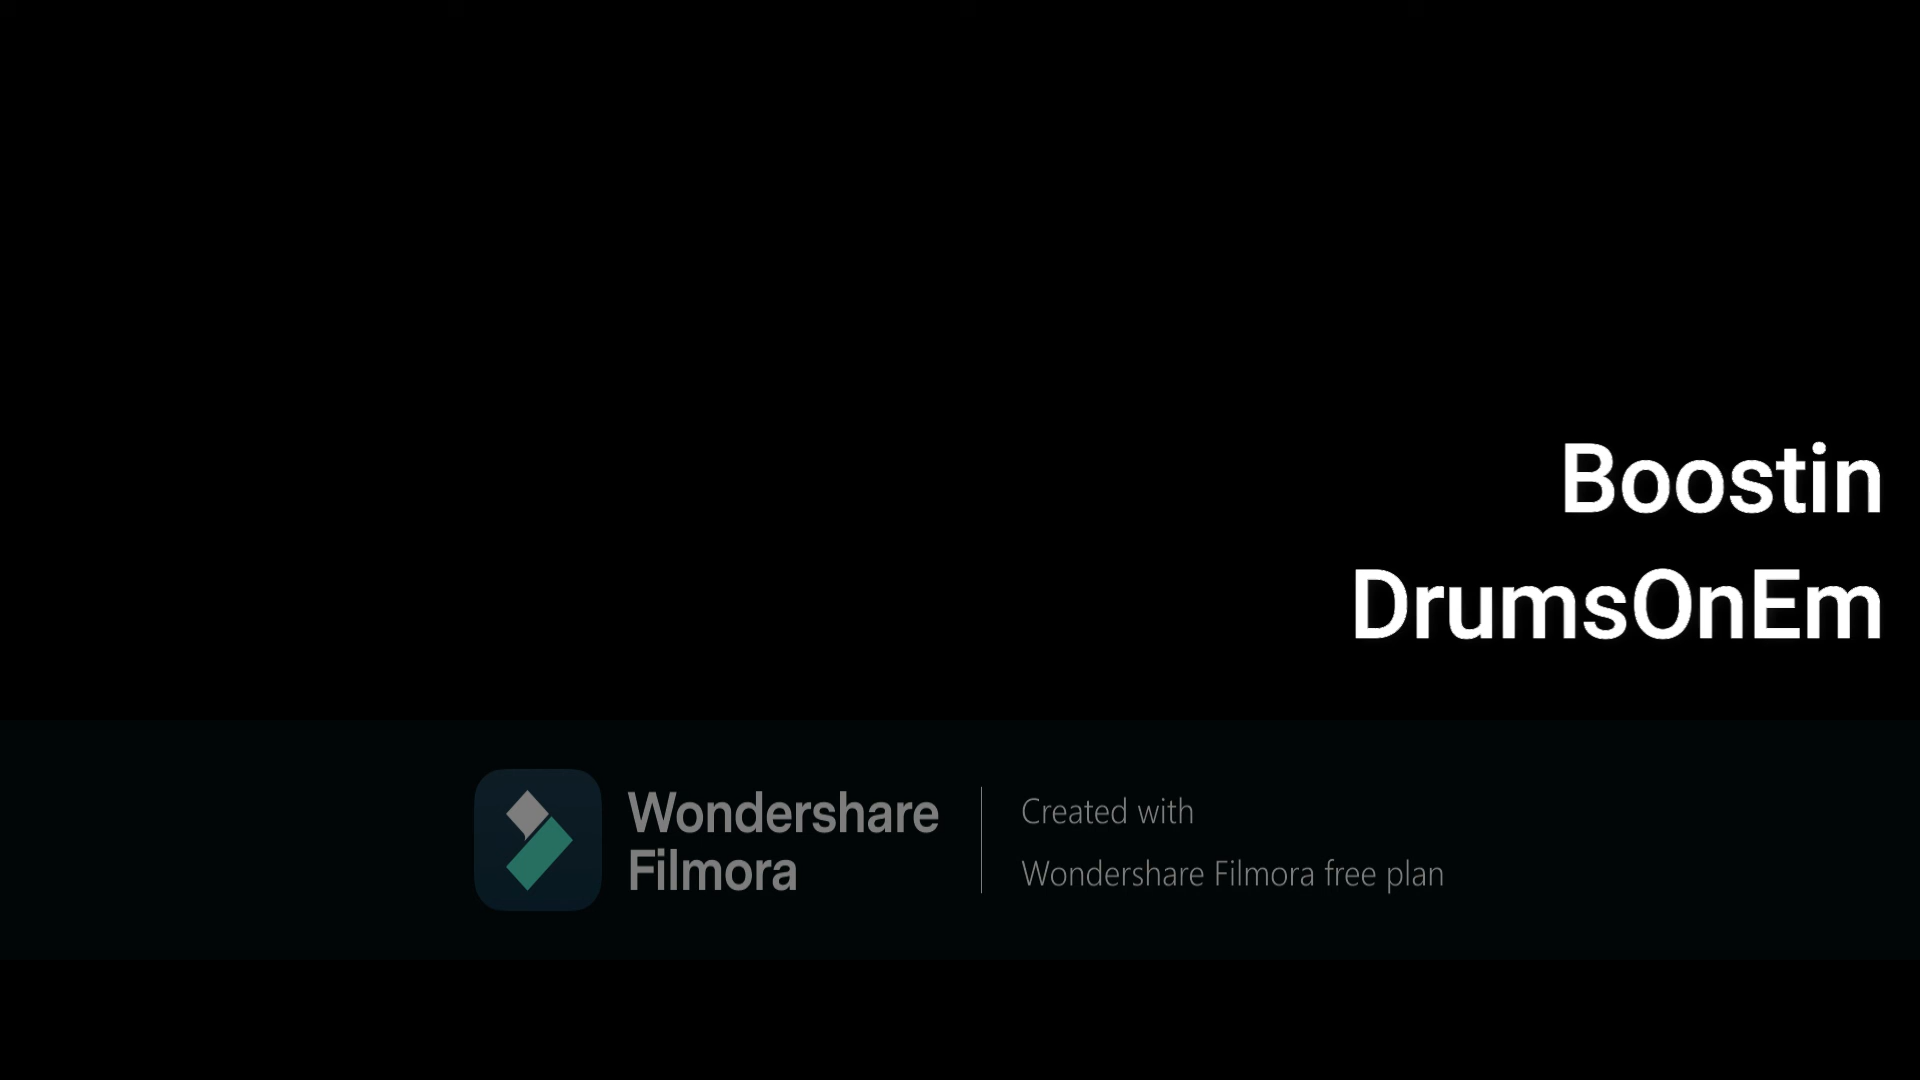 Boostin
DrumsOnEm
Wondershare
Filmora
Created with
Wondershare Filmora free plan